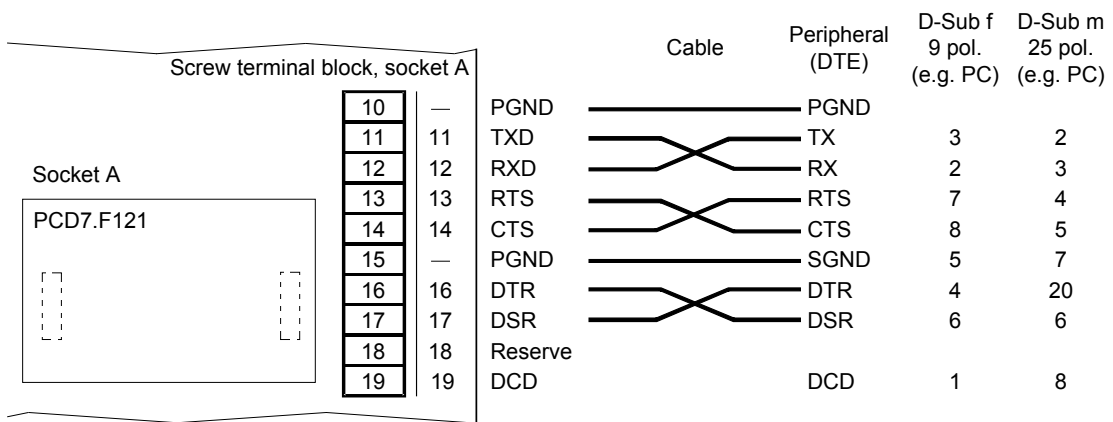 Cable Peripheral (DTE) D-Sub f 9 pol. (e.g. PC) D-Sub m 25 pol. (e.g. PC)
Screw terminal block, socket A
10 — PGND PGND
11 11 TXD TX 3 2
12 12 RXD RX 2 3
Socket A
13 13 RTS RTS 7 4
PCD7.F121
14 14 CTS CTS 8 5
15 — PGND SGND 5 7
16 16 DTR DTR 4 20
17 17 DSR DSR 6 6
18 18 Reserve
19 19 DCD DCD 1 8